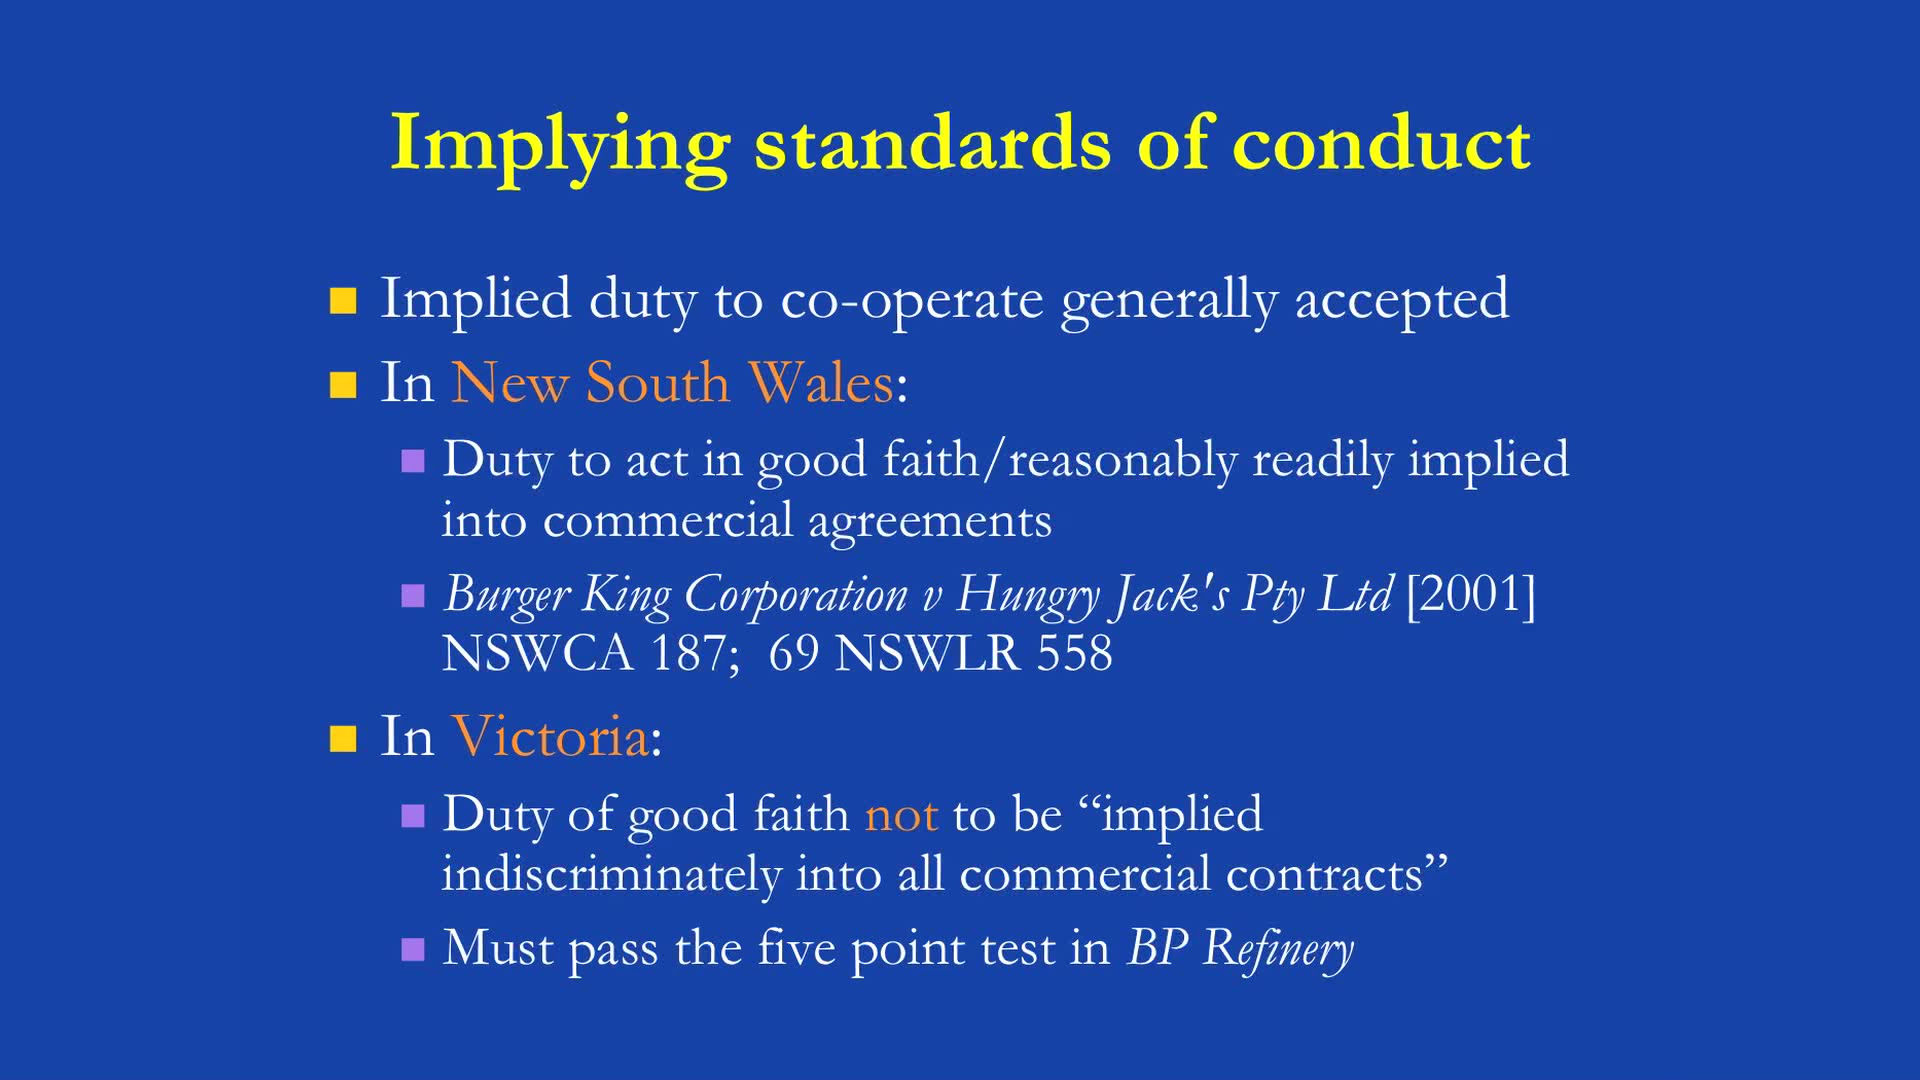 Implying standards of conduct
Implied duty to co-operate generally accepted
In New South Wales:
Duty to act in good faith/reasonably readily implied
into commercial agreements
Burger King Corporation v Hungry Jack's Pty Ltd [2001]
NSWCA 187;  69 NSWLR 558
In Victoria:
Duty of good faith not to be “implied
indiscriminately into all commercial contracts”
Must pass the five point test in BP Refinery